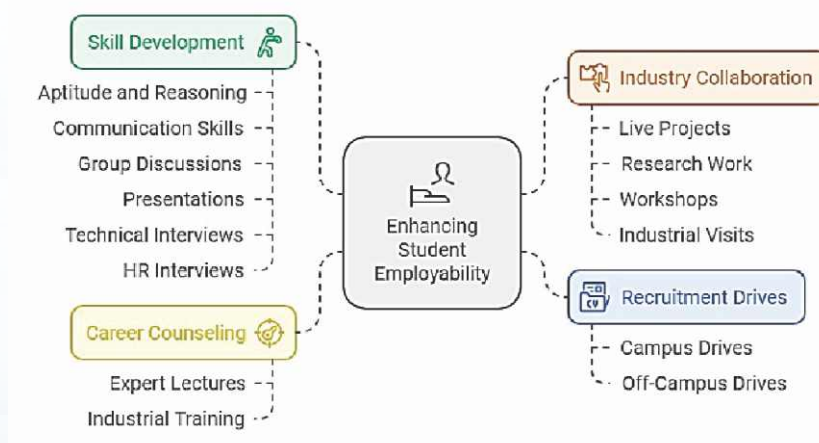 Skill Development
Aptitude and Reasoning
Communication Skills
Group Discussions
Presentations
Technical Interviews
HR Interviews
Career Counseling
Expert Lectures
Industrial Training
Enhancing
Student
Employability
Industry Collaboration
Live Projects
Research Work
Workshops
Industrial Visits
CV
Recruitment Drives
Campus Drives
Off-Campus Drives